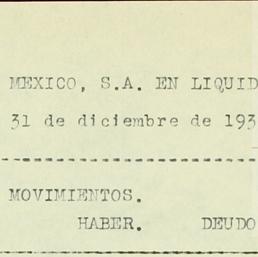 MEXICO, S.A. EN LIQUID
31 de diciembre de 193
MOVIMIENTOS.
HABER. DEUDO